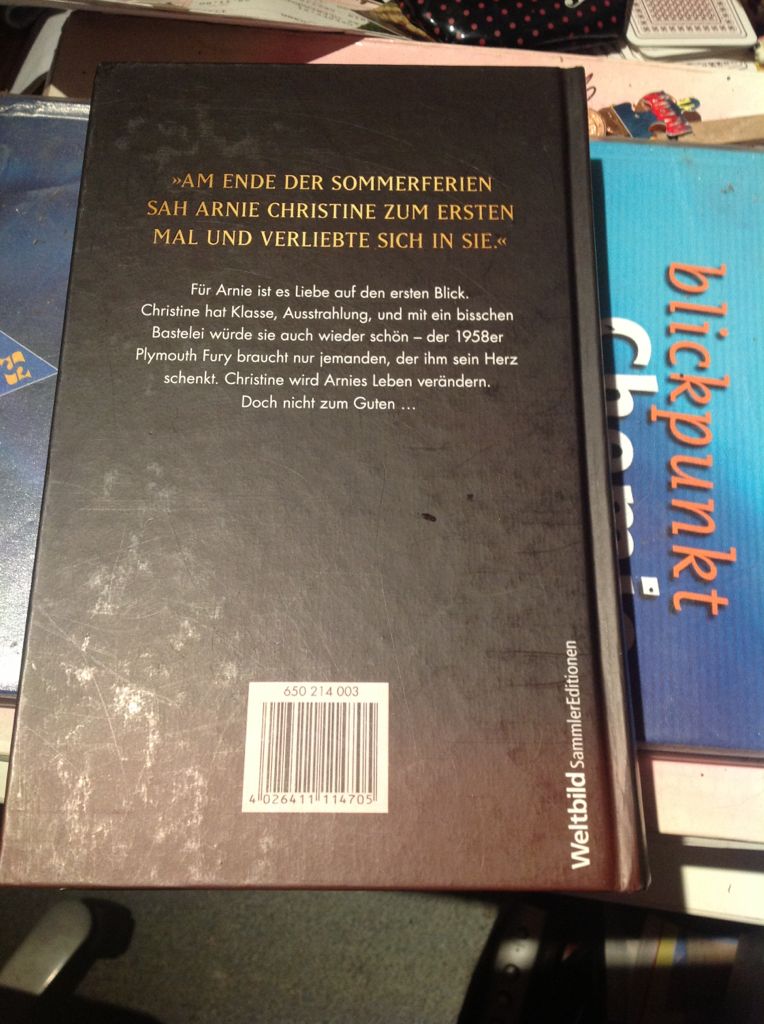 »AM ENDE DER SOMMERFERIEN
SAH ARNIE CHRISTINE ZUM ERSTEN
MAL UND VERLIEBTE SICH IN SIE.«
Für Arnie ist es Liebe auf den ersten Blick.
Christine hat Klasse, Ausstrahlung, und mit ein bisschen
Bastelei würde sie auch wieder schön – der 1958er
Plymouth Fury braucht nur jemanden, der ihm sein Herz
schenkt. Christine wird Arnies Leben verändern.
Doch nicht zum Guten ...
650 214 003
4 026411 114705
Weltbild SammlerEditionen
blickpunkt